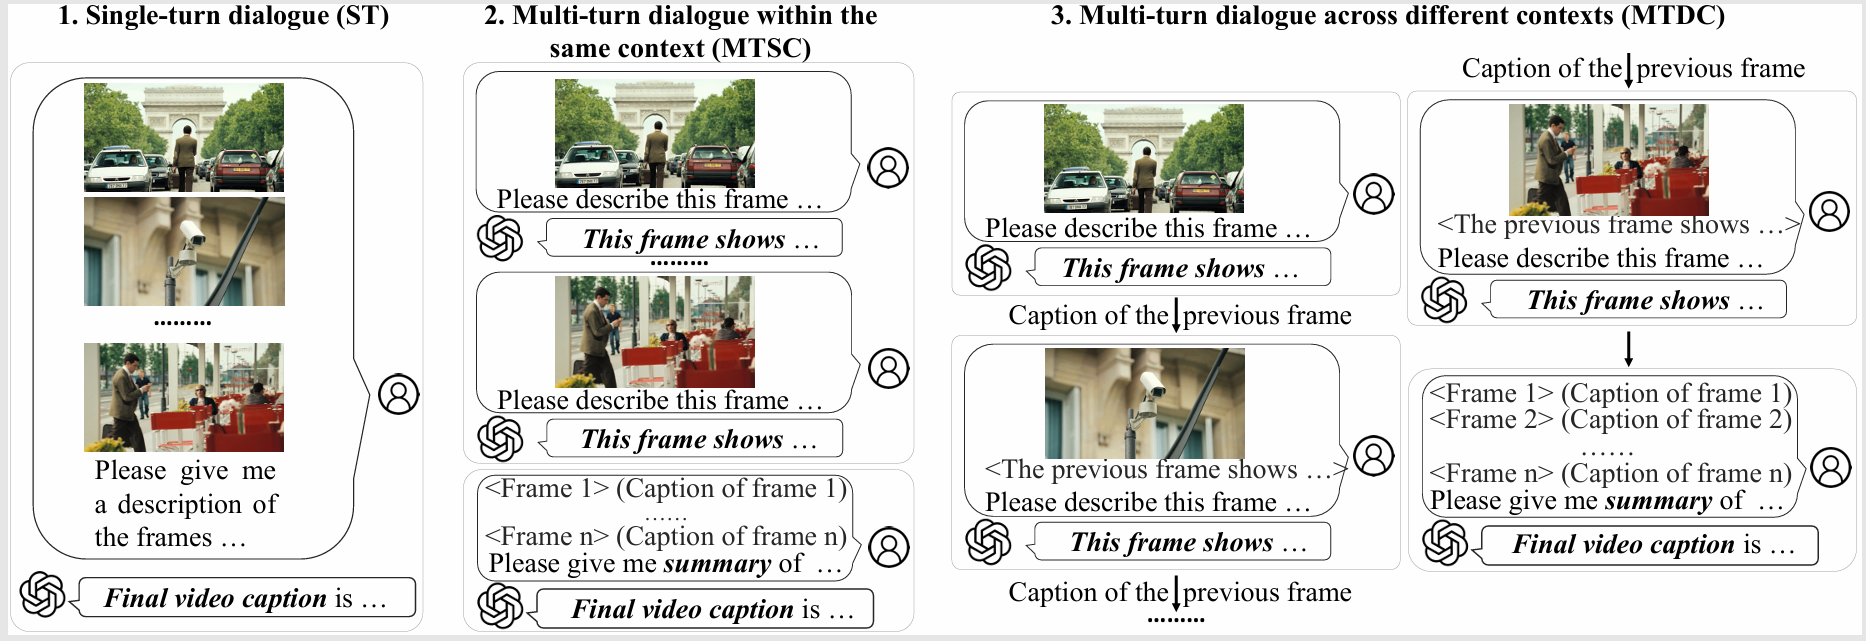 1. Single-turn dialogue (ST)
.........
Please give me
a description of
the frames …
Final video caption is …
2. Multi-turn dialogue within the
same context (MTSC)
Please describe this frame …
This frame shows …
.........
Please describe this frame …
This frame shows …
<Frame 1> (Caption of frame 1)
......
<Frame n> (Caption of frame n)
Please give me summary of …
Final video caption is …
3. Multi-turn dialogue across different contexts (MTDC)
Please describe this frame …
This frame shows …
Caption of the previous frame
<The previous frame shows …>
Please describe this frame …
This frame shows …
Caption of the previous frame
.........
Caption of the previous frame
<The previous frame shows …>
Please describe this frame …
This frame shows …
<Frame 1> (Caption of frame 1)
<Frame 2> (Caption of frame 2)
......
<Frame n> (Caption of frame n)
Please give me summary of …
Final video caption is …